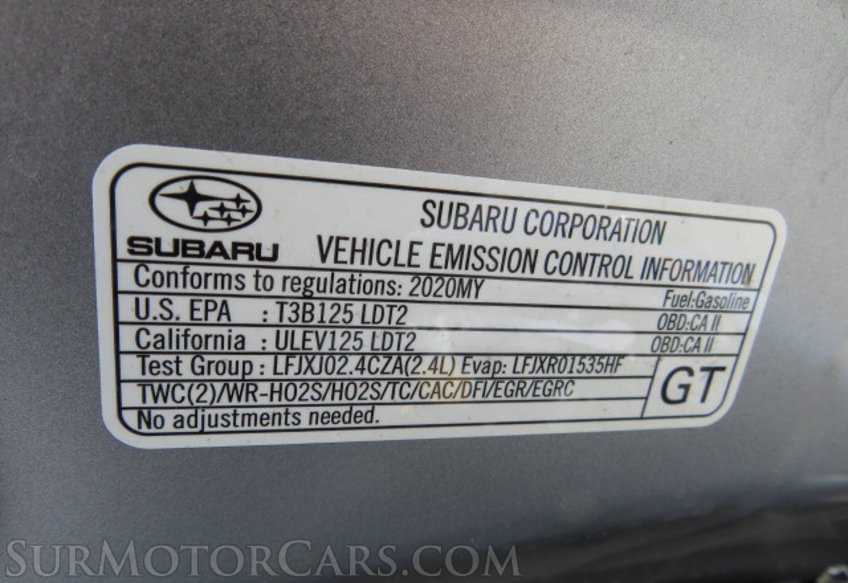 SUBARU
SUBARU CORPORATION
VEHICLE EMISSION CONTROL INFORMATION
Conforms to regulations: 2020MY Fuel:Gasoline
U.S. EPA : T3B125 LDT2 OBD:CA II
California : ULEV125 LDT2 OBD:CA II
Test Group : LFJXJ02.4CZA(2.4L) Evap: LFJXR01535HF
TWC(2)/WR-HO2S/HO2S/TC/CAC/DFI/EGR/EGRC
No adjustments needed.
GT
SURMOTORCARS.COM